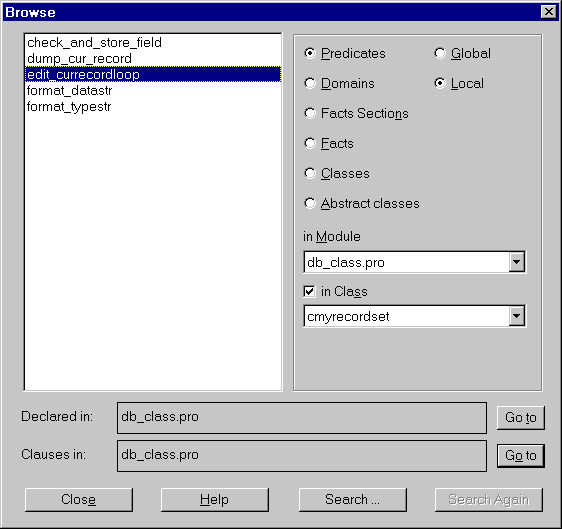 Browse
check_and_store_field
dump_cur_record
edit_currecordloop
format_datastr
format_typestr
Predicates
Global
Domains
Local
Facts Sections
Facts
Classes
Abstract classes
in Module
db_class.pro
in Class
cmyrecordset
Declared in:
db_class.pro
Go to
Clauses in:
db_class.pro
Go to
Close
Help
Search ...
Search Again